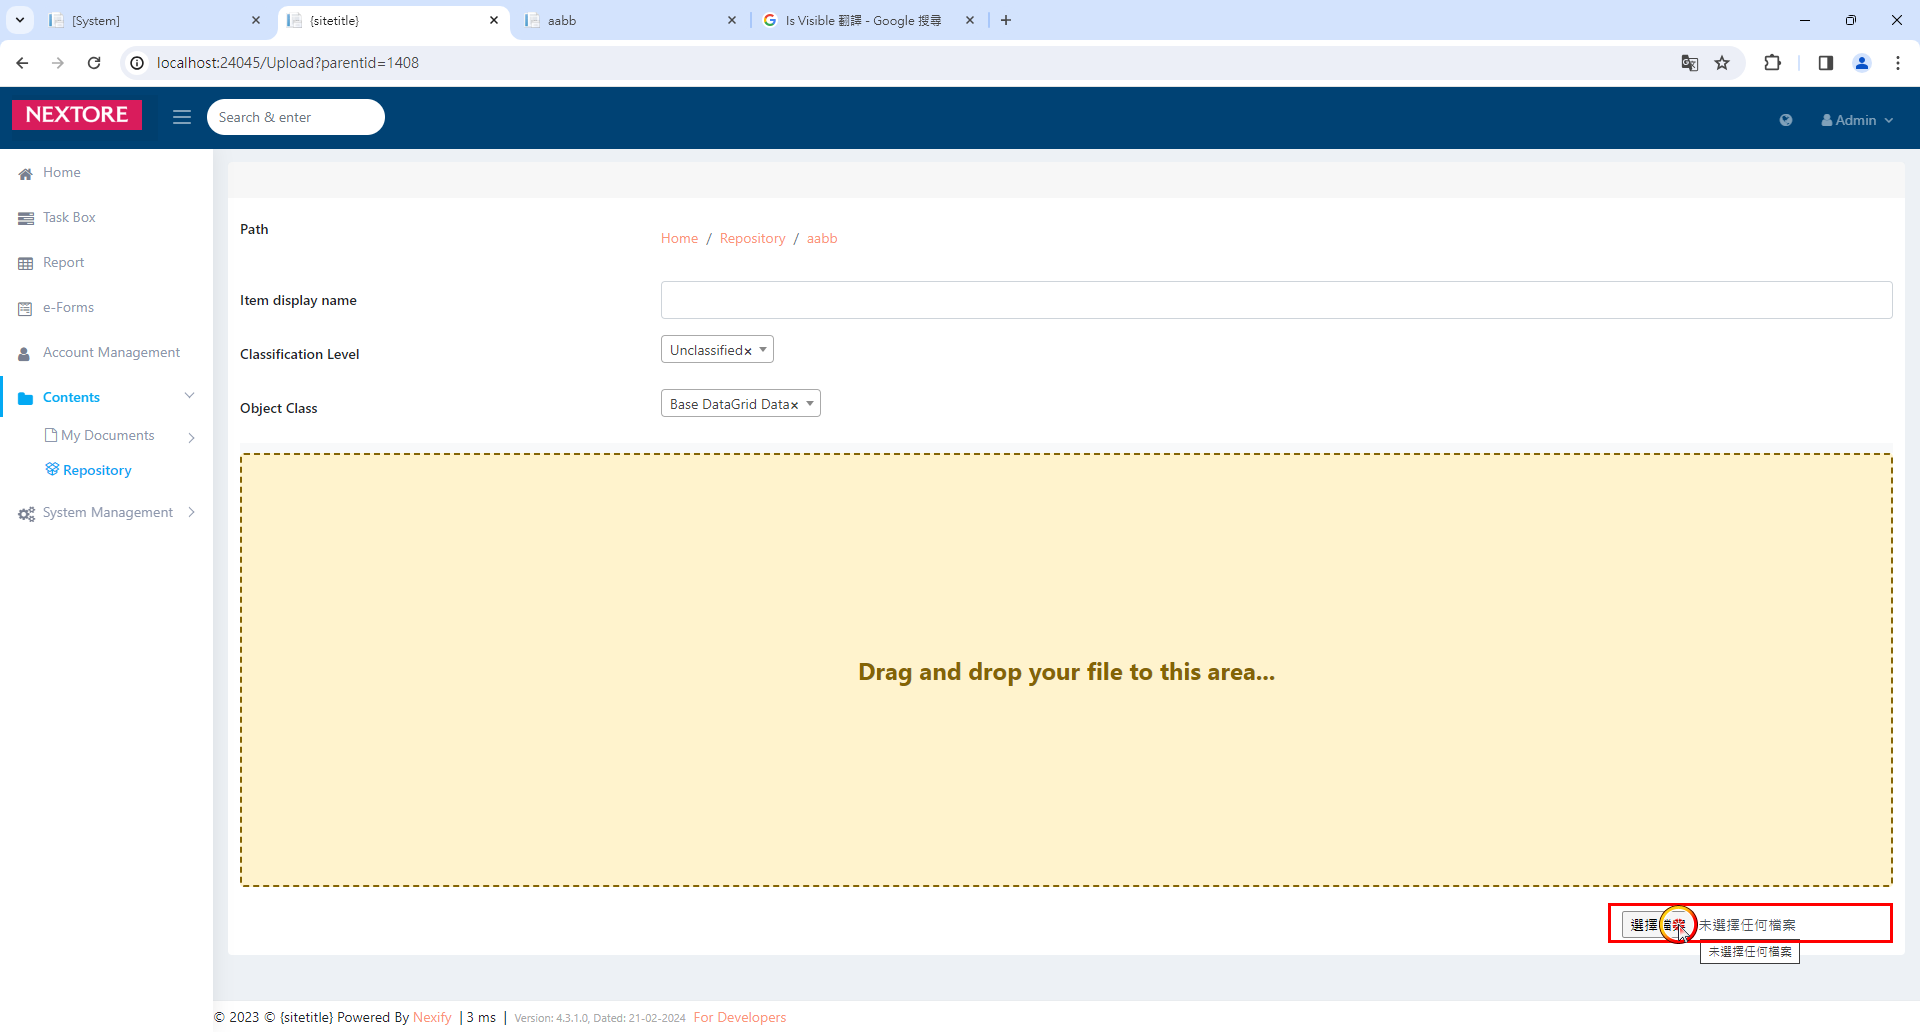 [System]
{sitetitle}
aabb
Is Visible 翻譯 - Google 搜尋
localhost:24045/Upload?parentid=1408
NEXTORE
Search & enter
Admin
Home
Task Box
Report
e-Forms
Account Management
Contents
My Documents
Repository
System Management
Path
Home / Repository / aabb
Item display name
Classification Level
Unclassified×
Object Class
Base DataGrid Data×
Drag and drop your file to this area...
選擇檔案 未選擇任何檔案
未選擇任何檔案
© 2023 © {sitetitle} Powered By Nexify | 3 ms | Version: 4.3.1.0, Dated: 21-02-2024 For Developers